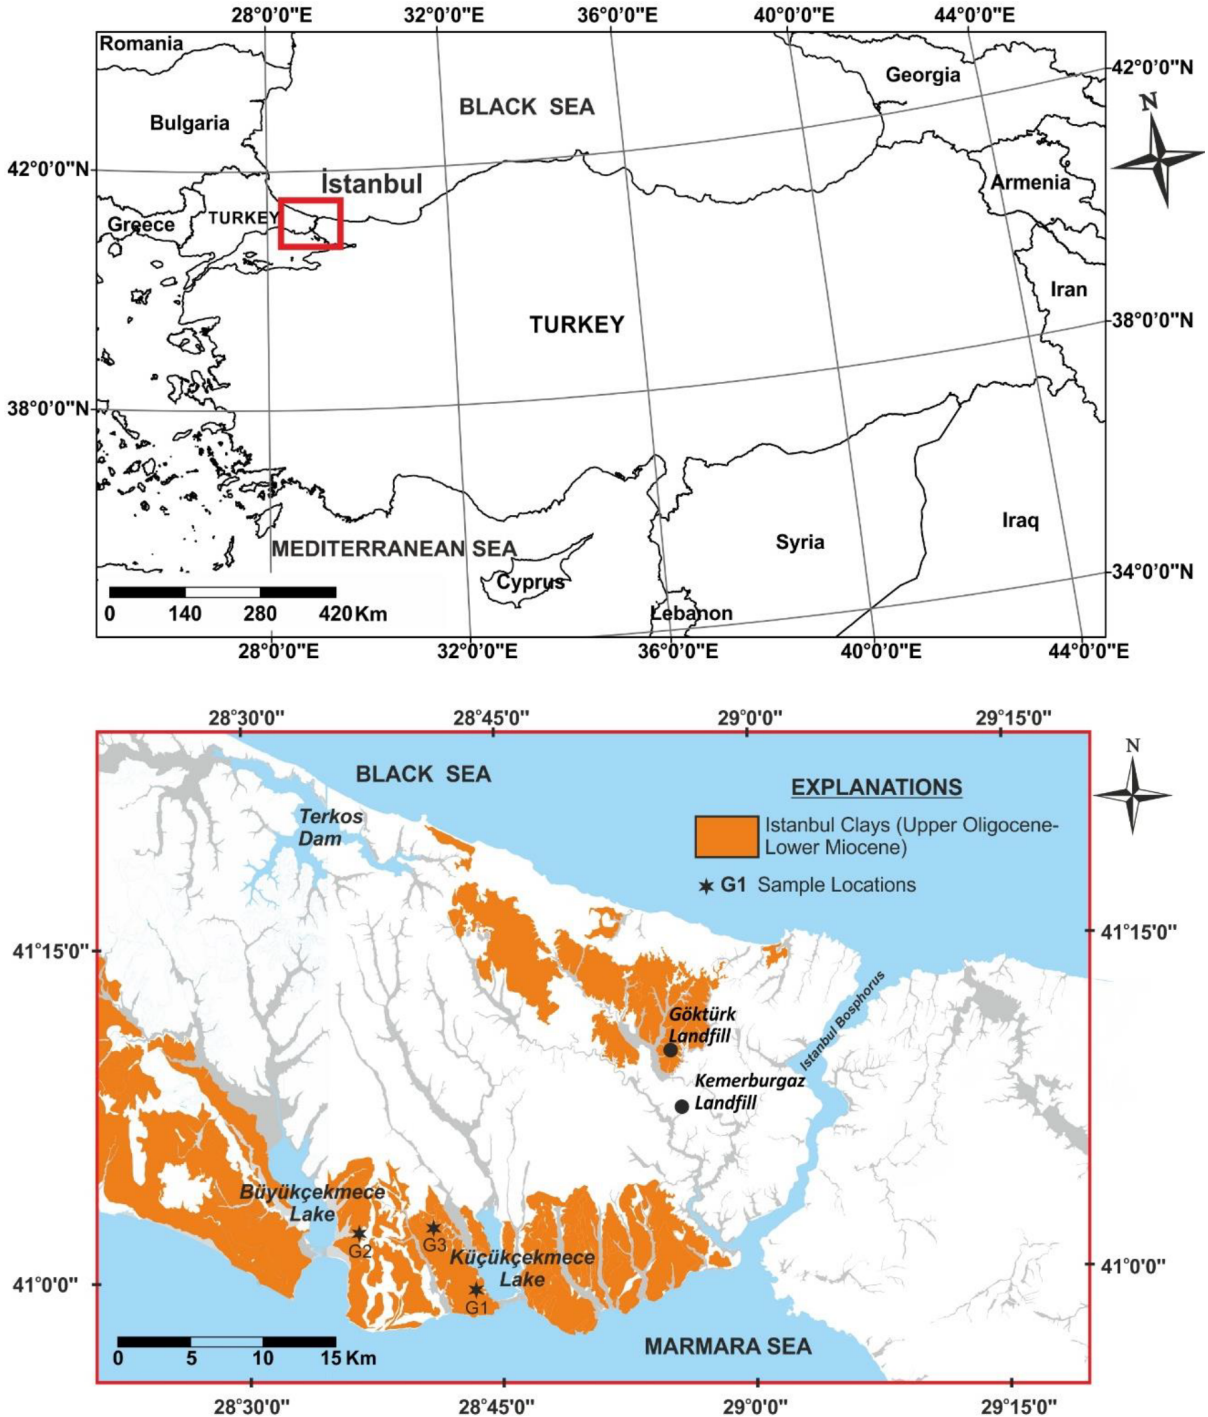 28°0'0"E 32°0'0"E 36°0'0"E 40°0'0"E 44°0'0"E
Romania
Georgia
42°0'0"N
BLACK SEA
N
Bulgaria
42°0'0"N
İstanbul
Armenia
Greece
TURKEY
Iran
TURKEY
38°0'0"N
38°0'0"N
Iraq
MEDITERRANEAN SEA
Syria
Cyprus
34°0'0"N
Lebanon
0 140 280 420 Km
28°0'0"E 32°0'0"E 36°0'0"E 40°0'0"E 44°0'0"E
28°30'0" 28°45'0" 29°0'0" 29°15'0"
N
BLACK SEA
EXPLANATIONS
Terkos
Dam
Istanbul Clays (Upper Oligocene-
Lower Miocene)
G1 Sample Locations
41°15'0"
41°15'0"
Göktürk
Landfill
Istanbul Bosphorus
Kemerburgaz
Landfill
Büyükçekmece
Lake
G2
G3
Küçükçekmece
Lake
41°0'0"
41°0'0"
G1
MARMARA SEA
0 5 10 15 Km
28°30'0" 28°45'0" 29°0'0" 29°15'0"